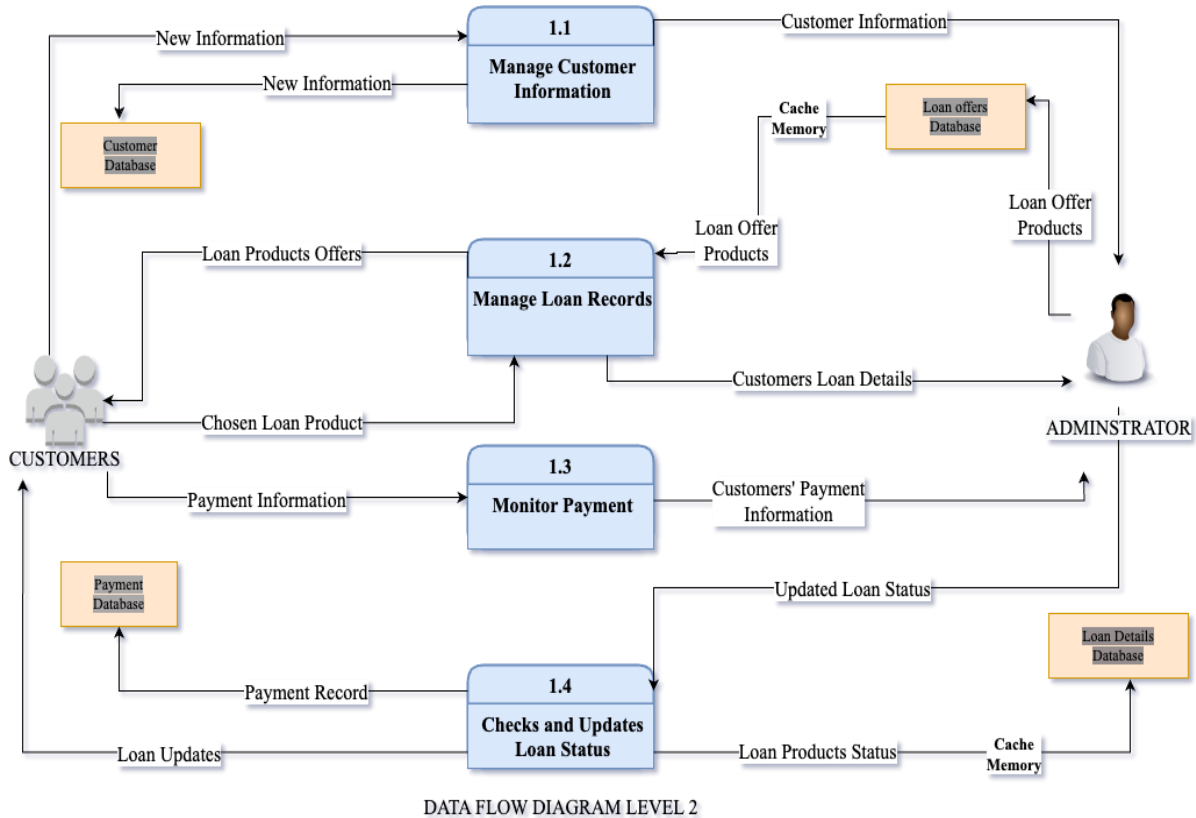 1.1
Manage Customer
Information
New Information
Customer Information
New Information
Customer
Database
Cache
Memory
Loan offers
Database
Loan Offer
Products
Loan Offer
Products
Loan Products Offers
1.2
Manage Loan Records
Customers Loan Details
Chosen Loan Product
CUSTOMERS
ADMINSTRATOR
1.3
Monitor Payment
Payment Information
Customers' Payment
Information
Payment
Database
Updated Loan Status
Loan Details
Database
1.4
Checks and Updates
Loan Status
Payment Record
Loan Updates
Loan Products Status
Cache
Memory
DATA FLOW DIAGRAM LEVEL 2